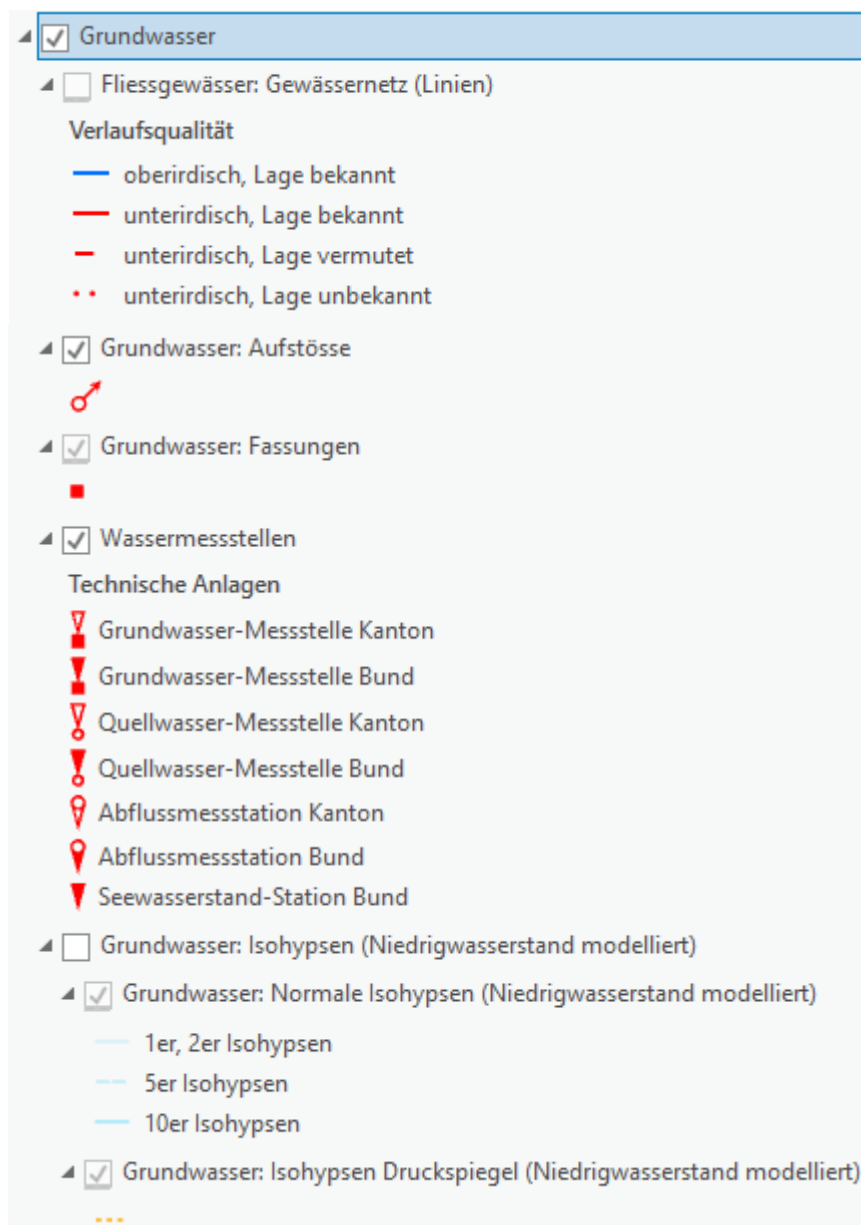 Grundwasser
Fliessgewässer: Gewässernetz (Linien)
Verlaufsqualität
oberirdisch, Lage bekannt
unterirdisch, Lage bekannt
unterirdisch, Lage vermutet
unterirdisch, Lage unbekannt
Grundwasser: Aufstösse
Grundwasser: Fassungen
Wassermessstellen
Technische Anlagen
Grundwasser-Messstelle Kanton
Grundwasser-Messstelle Bund
Quellwasser-Messstelle Kanton
Quellwasser-Messstelle Bund
Abflussmessstation Kanton
Abflussmessstation Bund
Seewasserstand-Station Bund
Grundwasser: Isohypsen (Niedrigwasserstand modelliert)
Grundwasser: Normale Isohypsen (Niedrigwasserstand modelliert)
1er, 2er Isohypsen
5er Isohypsen
10er Isohypsen
Grundwasser: Isohypsen Druckspiegel (Niedrigwasserstand modelliert)